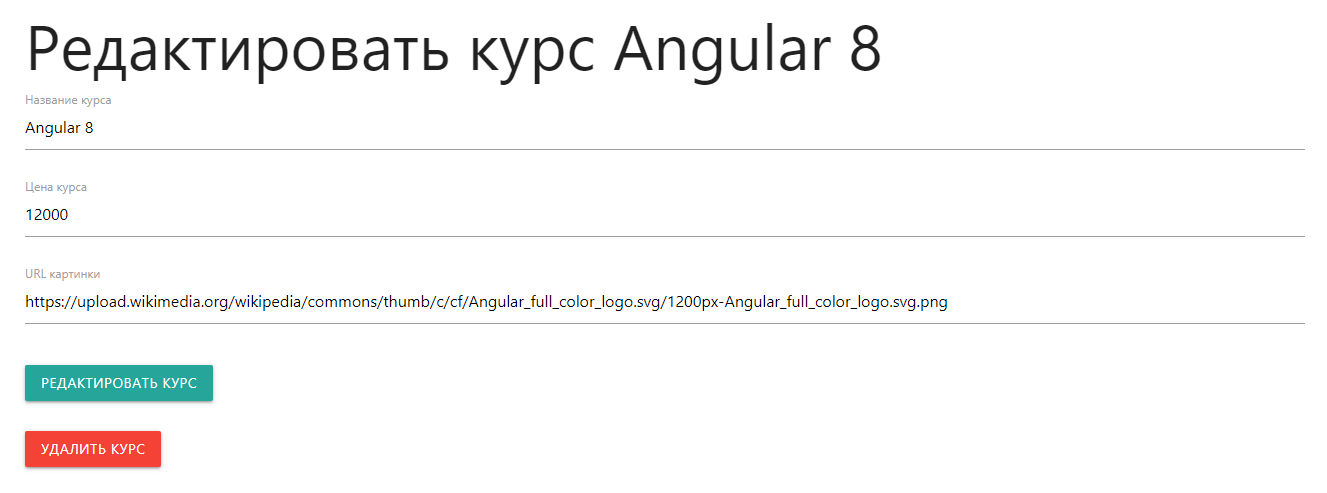 Редактировать курс Angular 8
Название курса
Angular 8
Цена курса
12000
URL картинки
https://upload.wikimedia.org/wikipedia/commons/thumb/c/cf/Angular_full_color_logo.svg/1200px-Angular_full_color_logo.svg.png
РЕДАКТИРОВАТЬ КУРС
УДАЛИТЬ КУРС